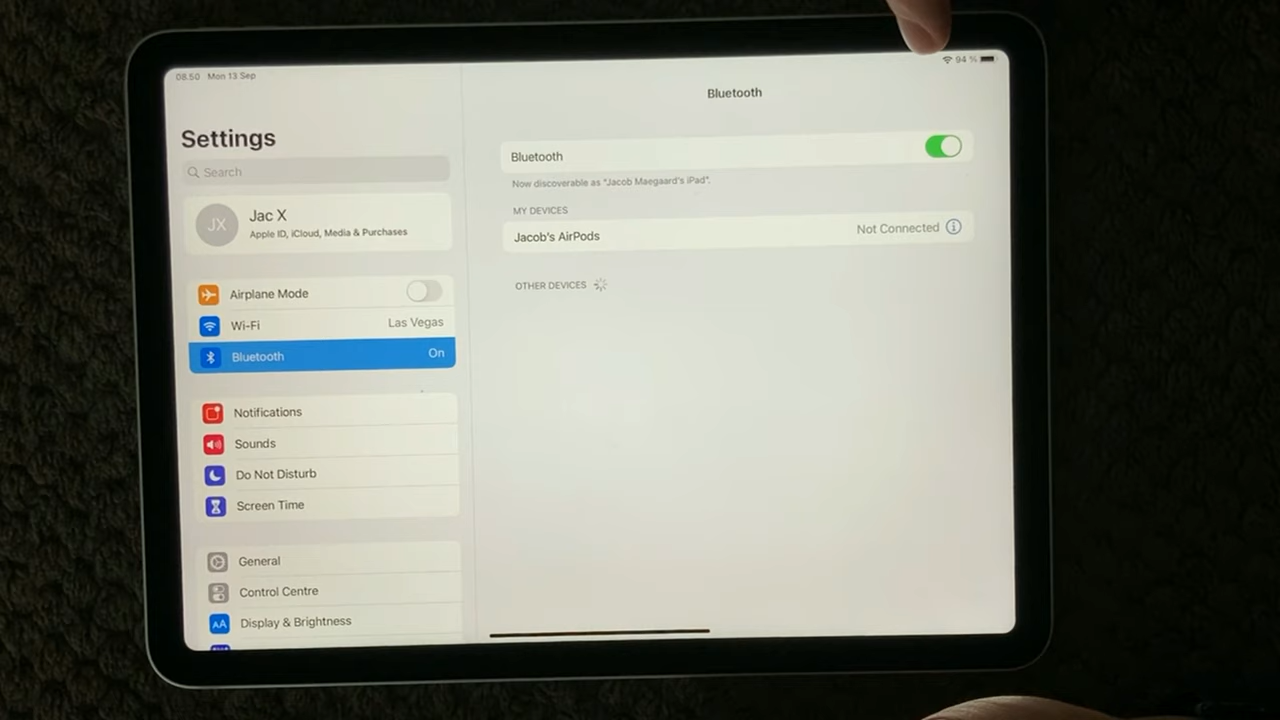 08.50 Mon 13 Sep
94 %
Settings
Search
JX
Jac X
Apple ID, iCloud, Media & Purchases
Airplane Mode
Wi-Fi Las Vegas
Bluetooth On
Notifications
Sounds
Do Not Disturb
Screen Time
General
Control Centre
AA Display & Brightness
Bluetooth
Bluetooth
Now discoverable as "Jacob Maegaard's iPad".
MY DEVICES
Jacob's AirPods Not Connected i
OTHER DEVICES